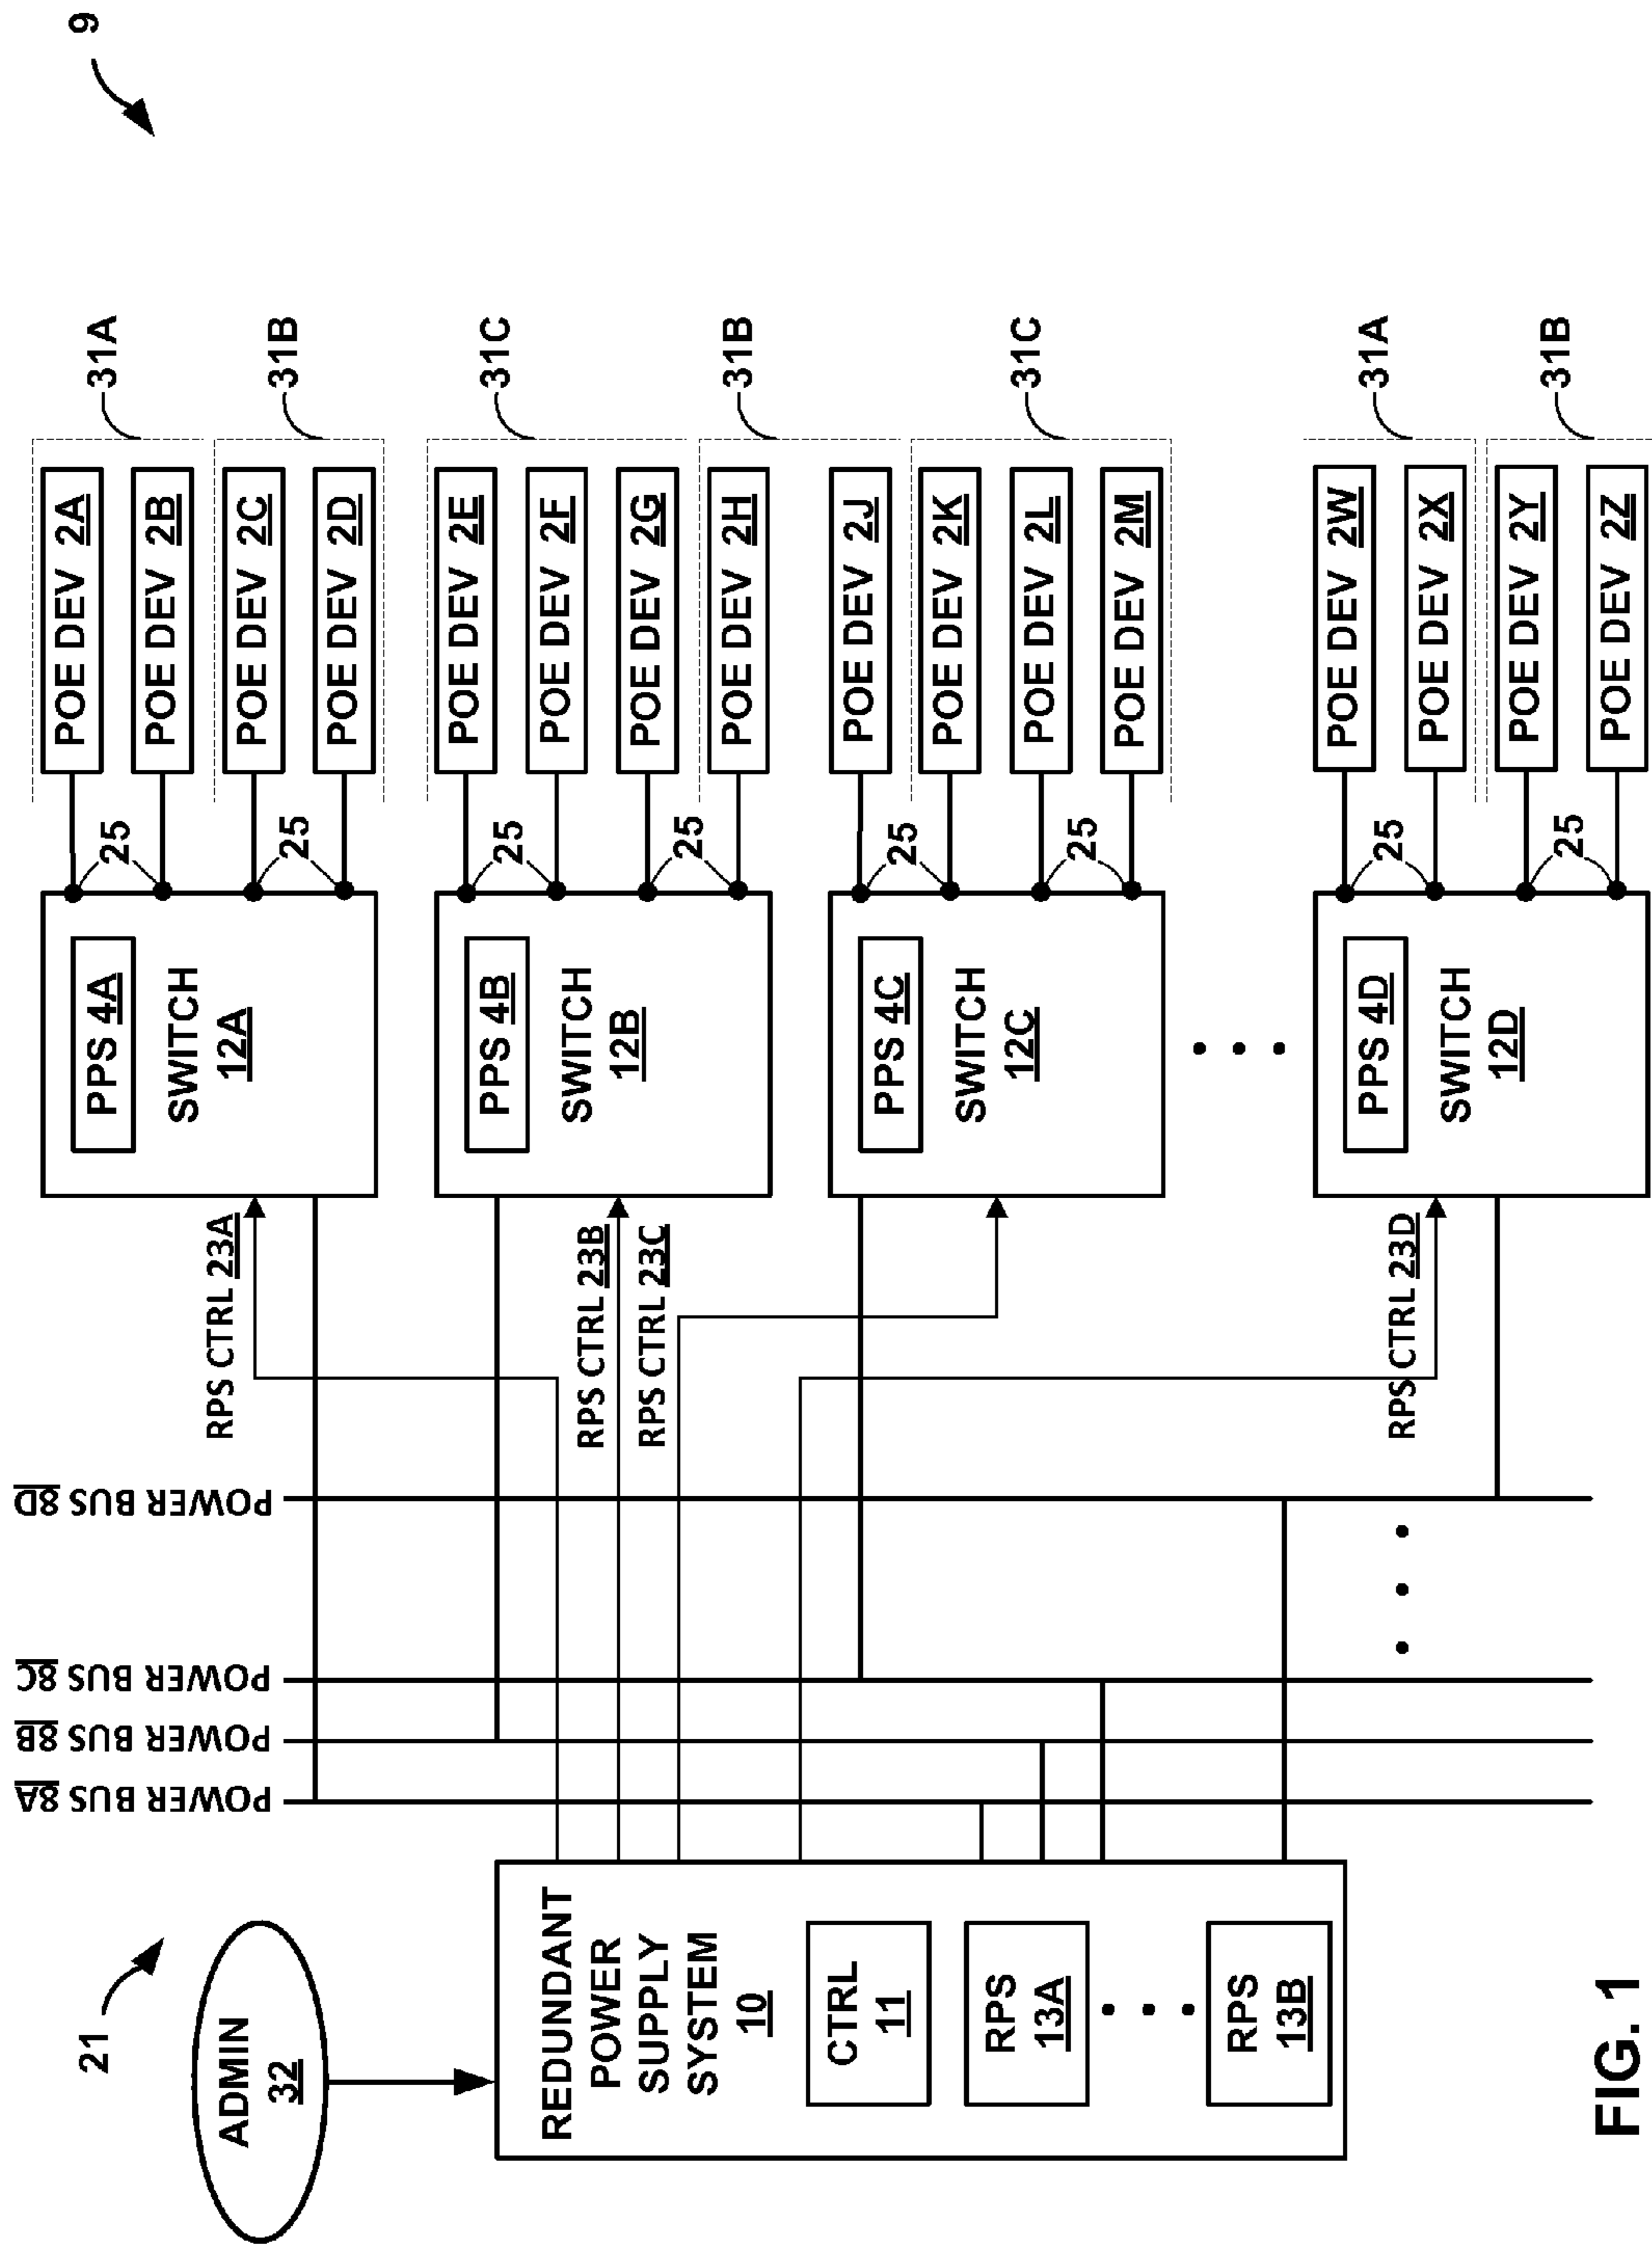 9
21
ADMIN
32
REDUNDANT
POWER
SUPPLY
SYSTEM
10
CTRL
11
RPS
13A
RPS
13B
POWER BUS 8A
POWER BUS 8B
POWER BUS 8C
POWER BUS 8D
RPS CTRL 23A
RPS CTRL 23B
RPS CTRL 23C
RPS CTRL 23D
PPS 4A
SWITCH
12A
25
25
POE DEV 2A
POE DEV 2B
POE DEV 2C
POE DEV 2D
31A
31B
PPS 4B
SWITCH
12B
25
25
POE DEV 2E
POE DEV 2F
POE DEV 2G
POE DEV 2H
31C
31B
PPS 4C
SWITCH
12C
25
25
POE DEV 2J
POE DEV 2K
POE DEV 2L
POE DEV 2M
31C
PPS 4D
SWITCH
12D
25
25
POE DEV 2W
POE DEV 2X
POE DEV 2Y
POE DEV 2Z
31A
31B
FIG. 1